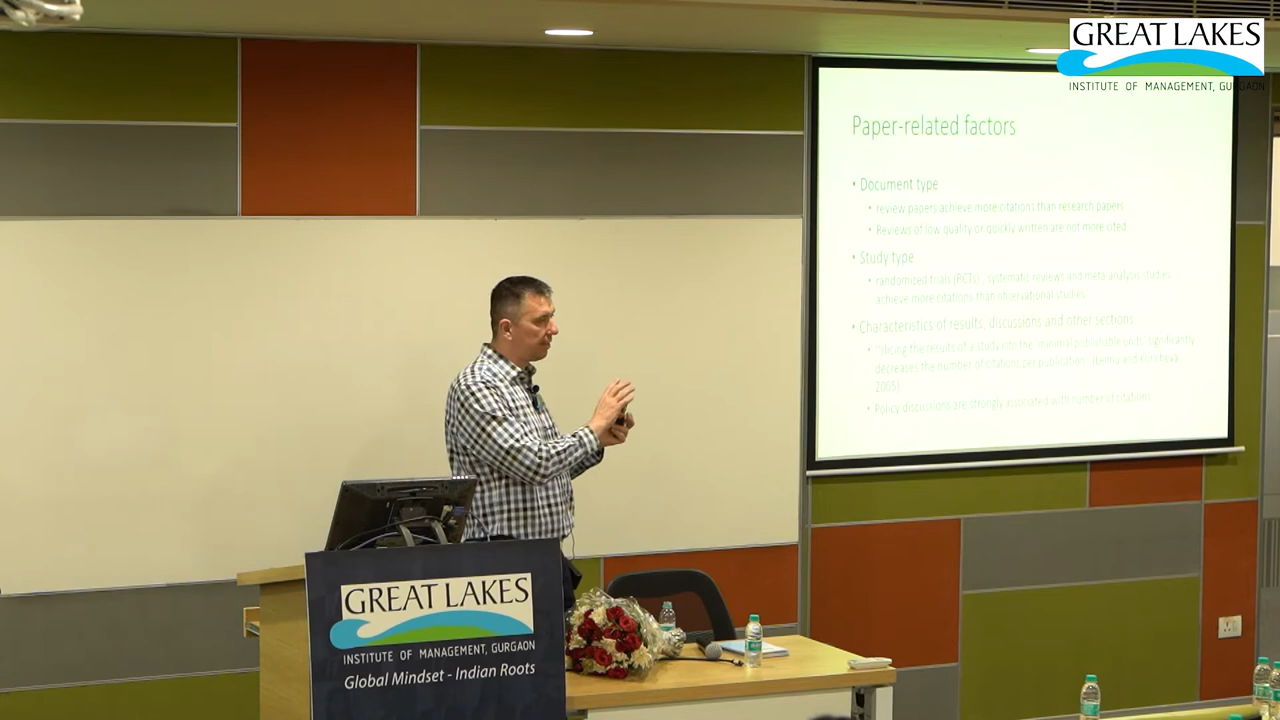 GREAT LAKES
INSTITUTE OF MANAGEMENT, GURGAON
Paper-related factors
• Document type
• review papers achieve more citations than research papers
• Reviews of low quality or quickly written are not more cited
• Study type
• randomized trials (RCTs), systematic reviews and meta analysis studies
achieve more citations than observational studies
• Characteristics of results, discussions and other sections
• "slicing the results of a study into the 'minimal publishable units' significantly
decreases the number of citations per publication"
2005)
• Policy discussions are strongly associated with number of citations
GREAT LAKES
INSTITUTE OF MANAGEMENT, GURGAON
Global Mindset - Indian Roots